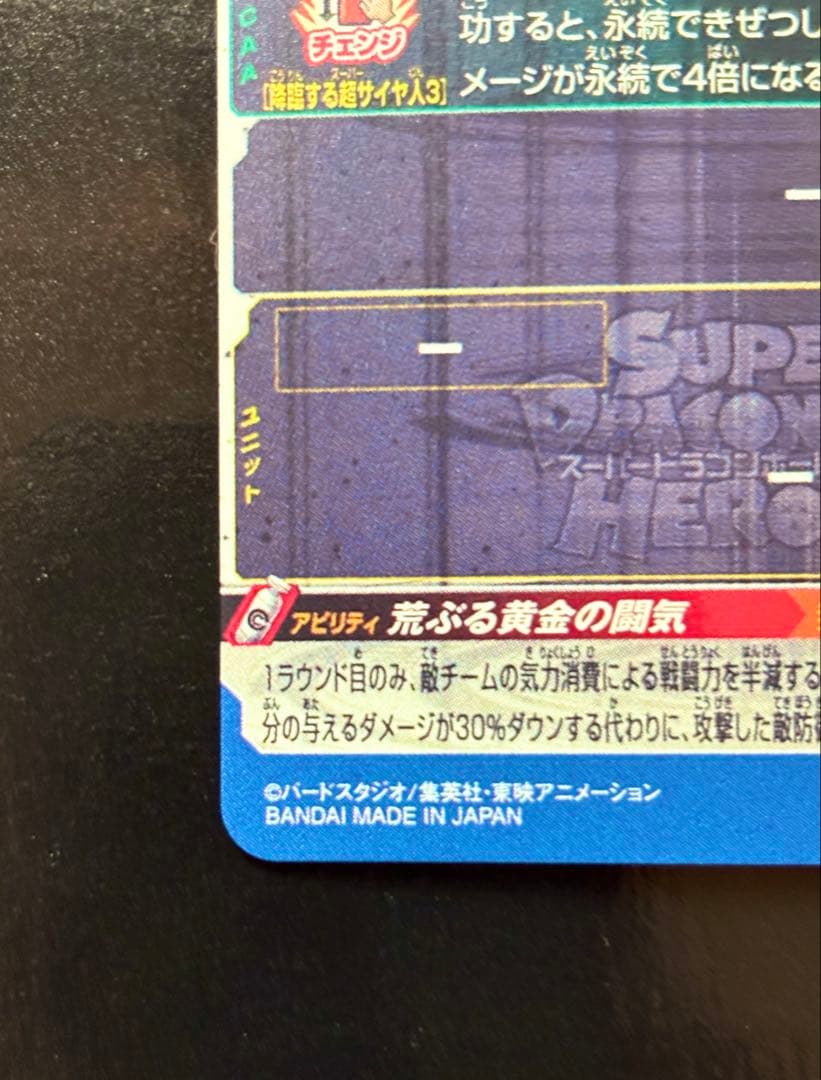 CAA
チェンジ
[降臨する超サイヤ人3]
功すると、永続できぜつし
メージが永続で4倍になる
ー
ー
ユニット
SUPE
DRAGON
スーパードラゴンボール
HERO
ー
アビリティ 荒ぶる黄金の闘気
1ラウンド目のみ、敵チームの気力消費による戦闘力を半減する
分の与えるダメージが30%ダウンする代わりに、攻撃した敵防
©バードスタジオ/集英社・東映アニメーション
BANDAI MADE IN JAPAN